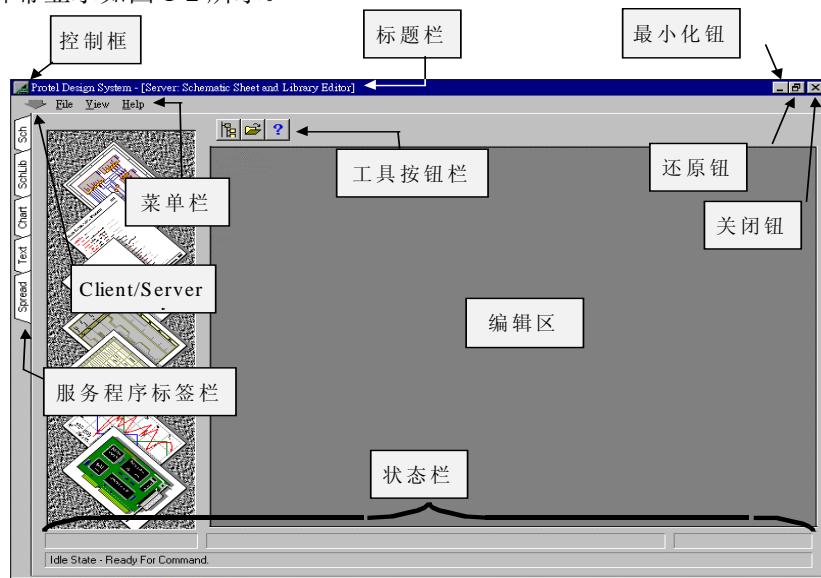 控制框
标题栏
最小化钮
Protel Design System - [Server: Schematic Sheet and Library Editor]
File View Help
Sch
SchLib
Chart
Text
Spread
?
工具按钮栏
还原钮
菜单栏
关闭钮
Client/Server
编辑区
服务程序标签栏
状态栏
Idle State - Ready For Command.